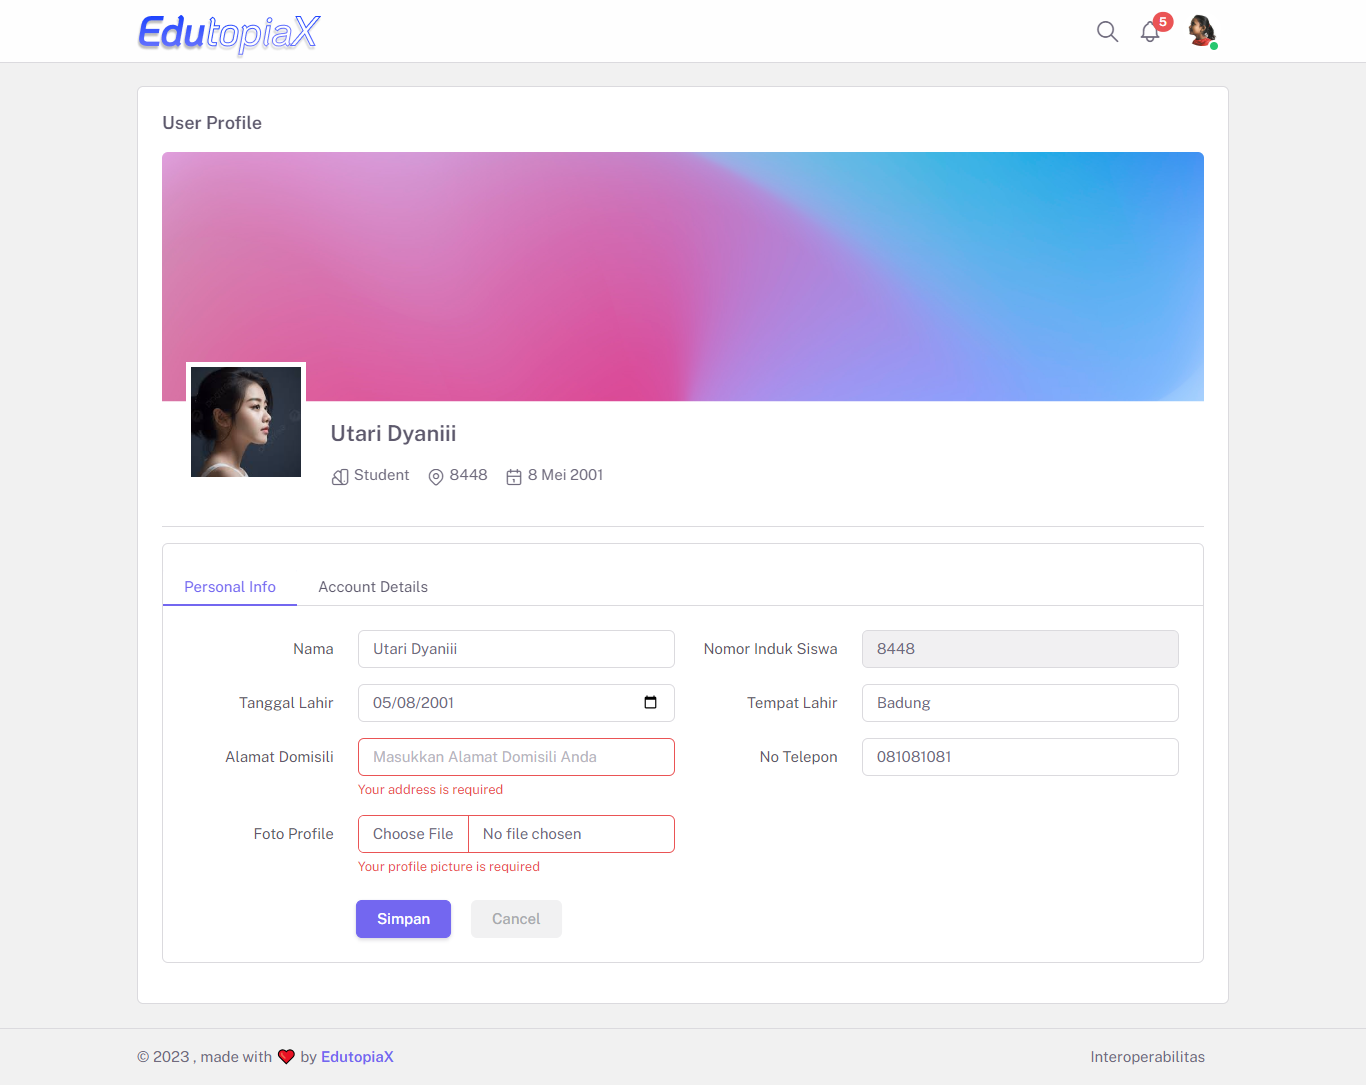 EdutopiaX
5
User Profile
Utari Dyaniii
Student 8448 8 Mei 2001
Personal Info Account Details
Nama Utari Dyaniii Nomor Induk Siswa 8448
Tanggal Lahir 05/08/2001 Tempat Lahir Badung
Alamat Domisili Masukkan Alamat Domisili Anda No Telepon 081081081
Your address is required
Foto Profile Choose File No file chosen
Your profile picture is required
Simpan Cancel
© 2023 , made with ❤️ by EdutopiaX Interoperabilitas